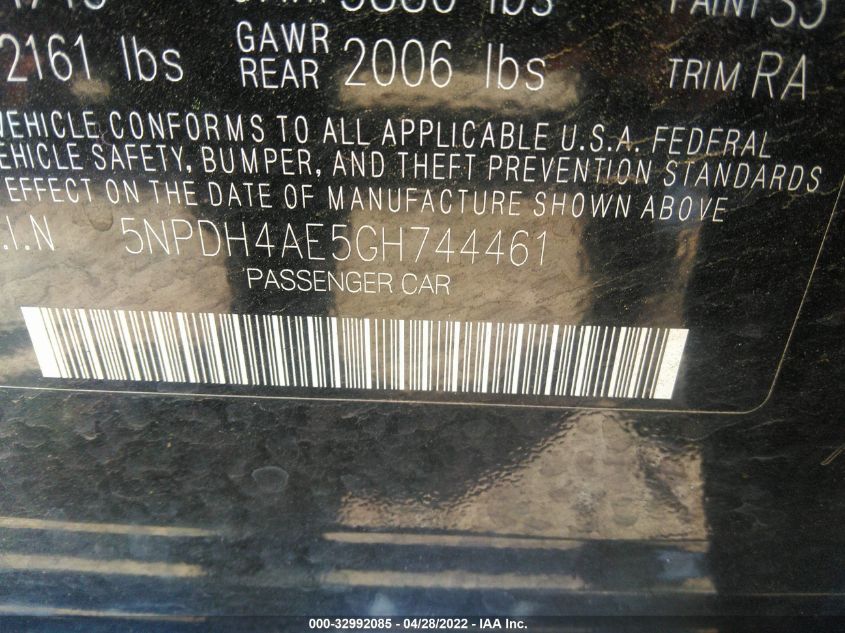 lbs
2161 lbs GAWR REAR 2006 lbs TRIM RA
VEHICLE CONFORMS TO ALL APPLICABLE U.S.A. FEDERAL
VEHICLE SAFETY, BUMPER, AND THEFT PREVENTION STANDARDS
EFFECT ON THE DATE OF MANUFACTURE SHOWN ABOVE
.I.N 5NPDH4AE5GH744461
PASSENGER CAR
000-32992085 - 04/28/2022 - IAA Inc.